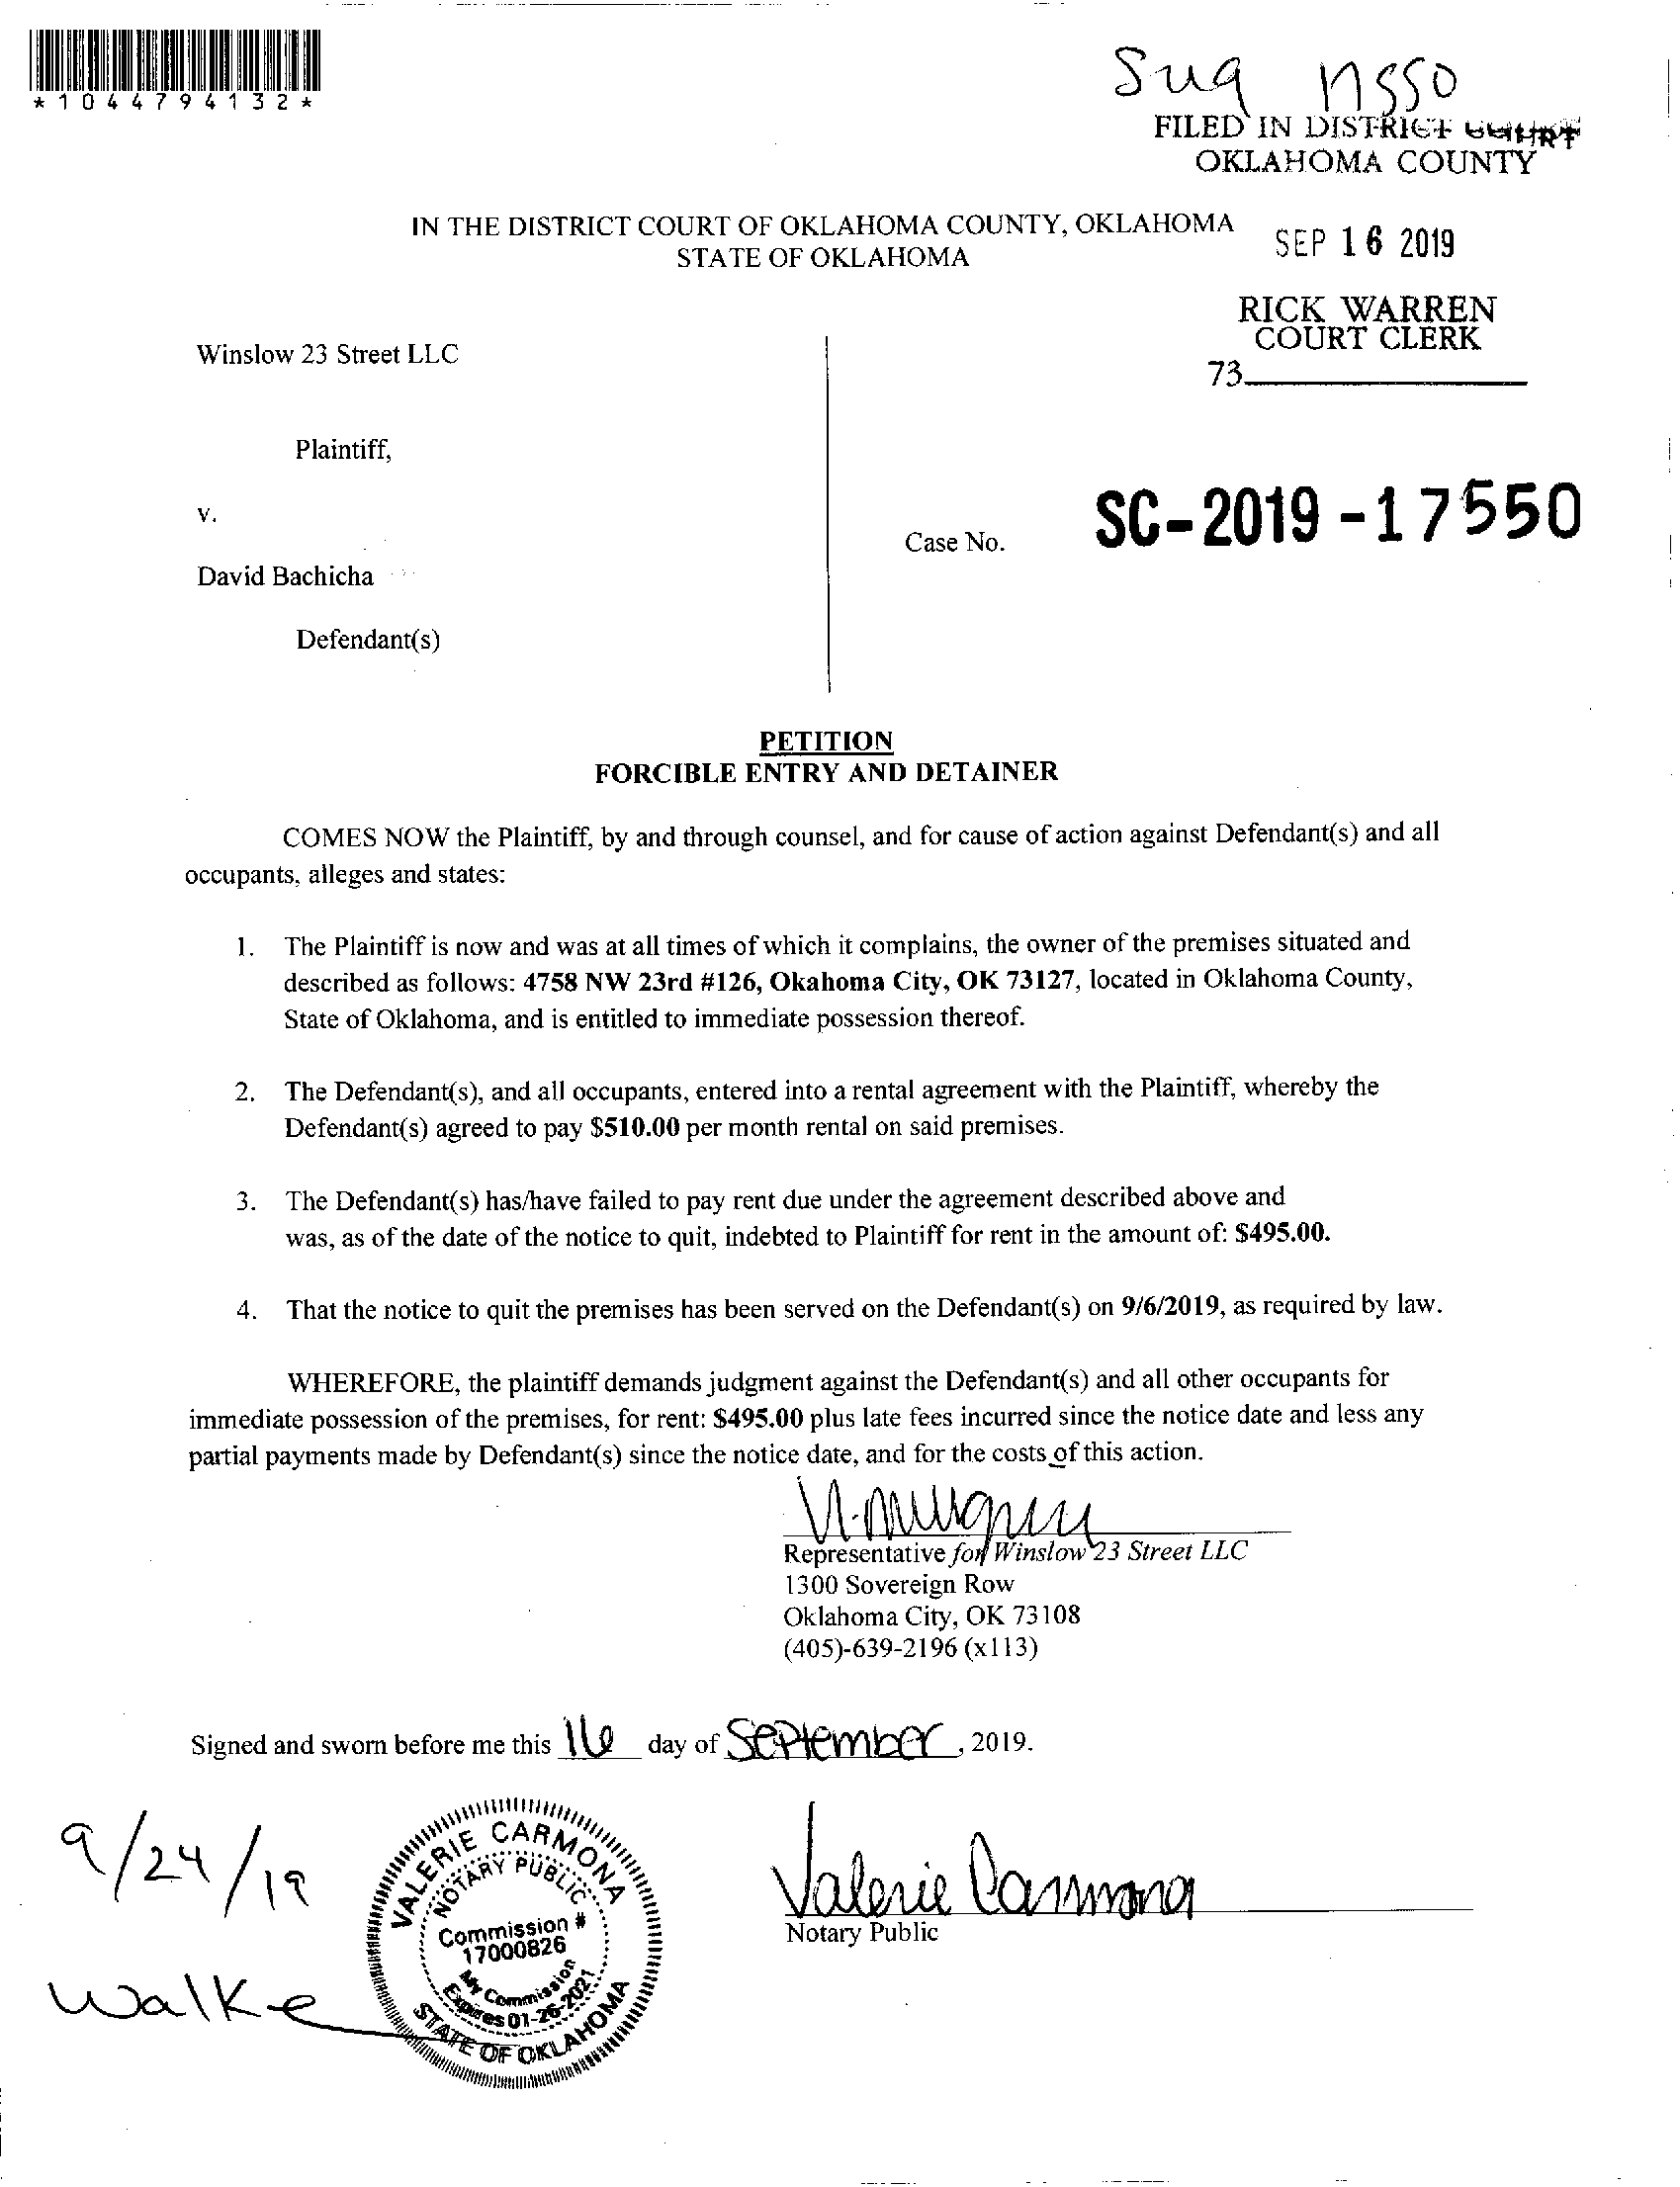 *1044794132*
FILED IN DISTRICT COURT
OKLAHOMA COUNTY
IN THE DISTRICT COURT OF OKLAHOMA COUNTY, OKLAHOMA
STATE OF OKLAHOMA
SEP 16 2019
RICK WARREN
COURT CLERK
73
Winslow 23 Street LLC
Plaintiff,
v.
Case No.
SC-2019-17550
David Bachicha
Defendant(s)
PETITION
FORCIBLE ENTRY AND DETAINER
COMES NOW the Plaintiff, by and through counsel, and for cause of action against Defendant(s) and all
occupants, alleges and states:
1. The Plaintiff is now and was at all times of which it complains, the owner of the premises situated and
described as follows: 4758 NW 23rd #126, Okahoma City, OK 73127, located in Oklahoma County,
State of Oklahoma, and is entitled to immediate possession thereof.
2. The Defendant(s), and all occupants, entered into a rental agreement with the Plaintiff, whereby the
Defendant(s) agreed to pay $510.00 per month rental on said premises.
3. The Defendant(s) has/have failed to pay rent due under the agreement described above and
was, as of the date of the notice to quit, indebted to Plaintiff for rent in the amount of: $495.00.
4. That the notice to quit the premises has been served on the Defendant(s) on 9/6/2019, as required by law.
WHEREFORE, the plaintiff demands judgment against the Defendant(s) and all other occupants for
immediate possession of the premises, for rent: $495.00 plus late fees incurred since the notice date and less any
partial payments made by Defendant(s) since the notice date, and for the costs of this action.
Representative for Winslow 23 Street LLC
1300 Sovereign Row
Oklahoma City, OK 73108
(405)-639-2196 (x113)
Signed and sworn before me this 16 day of September, 2019.
9/24/19
Walke
VALERIE CARMONA
NOTARY PUBLIC
Commission #
17000826
My Commission
Expires 01-26-2021
STATE OF OKLAHOMA
Valerie Carmona
Notary Public